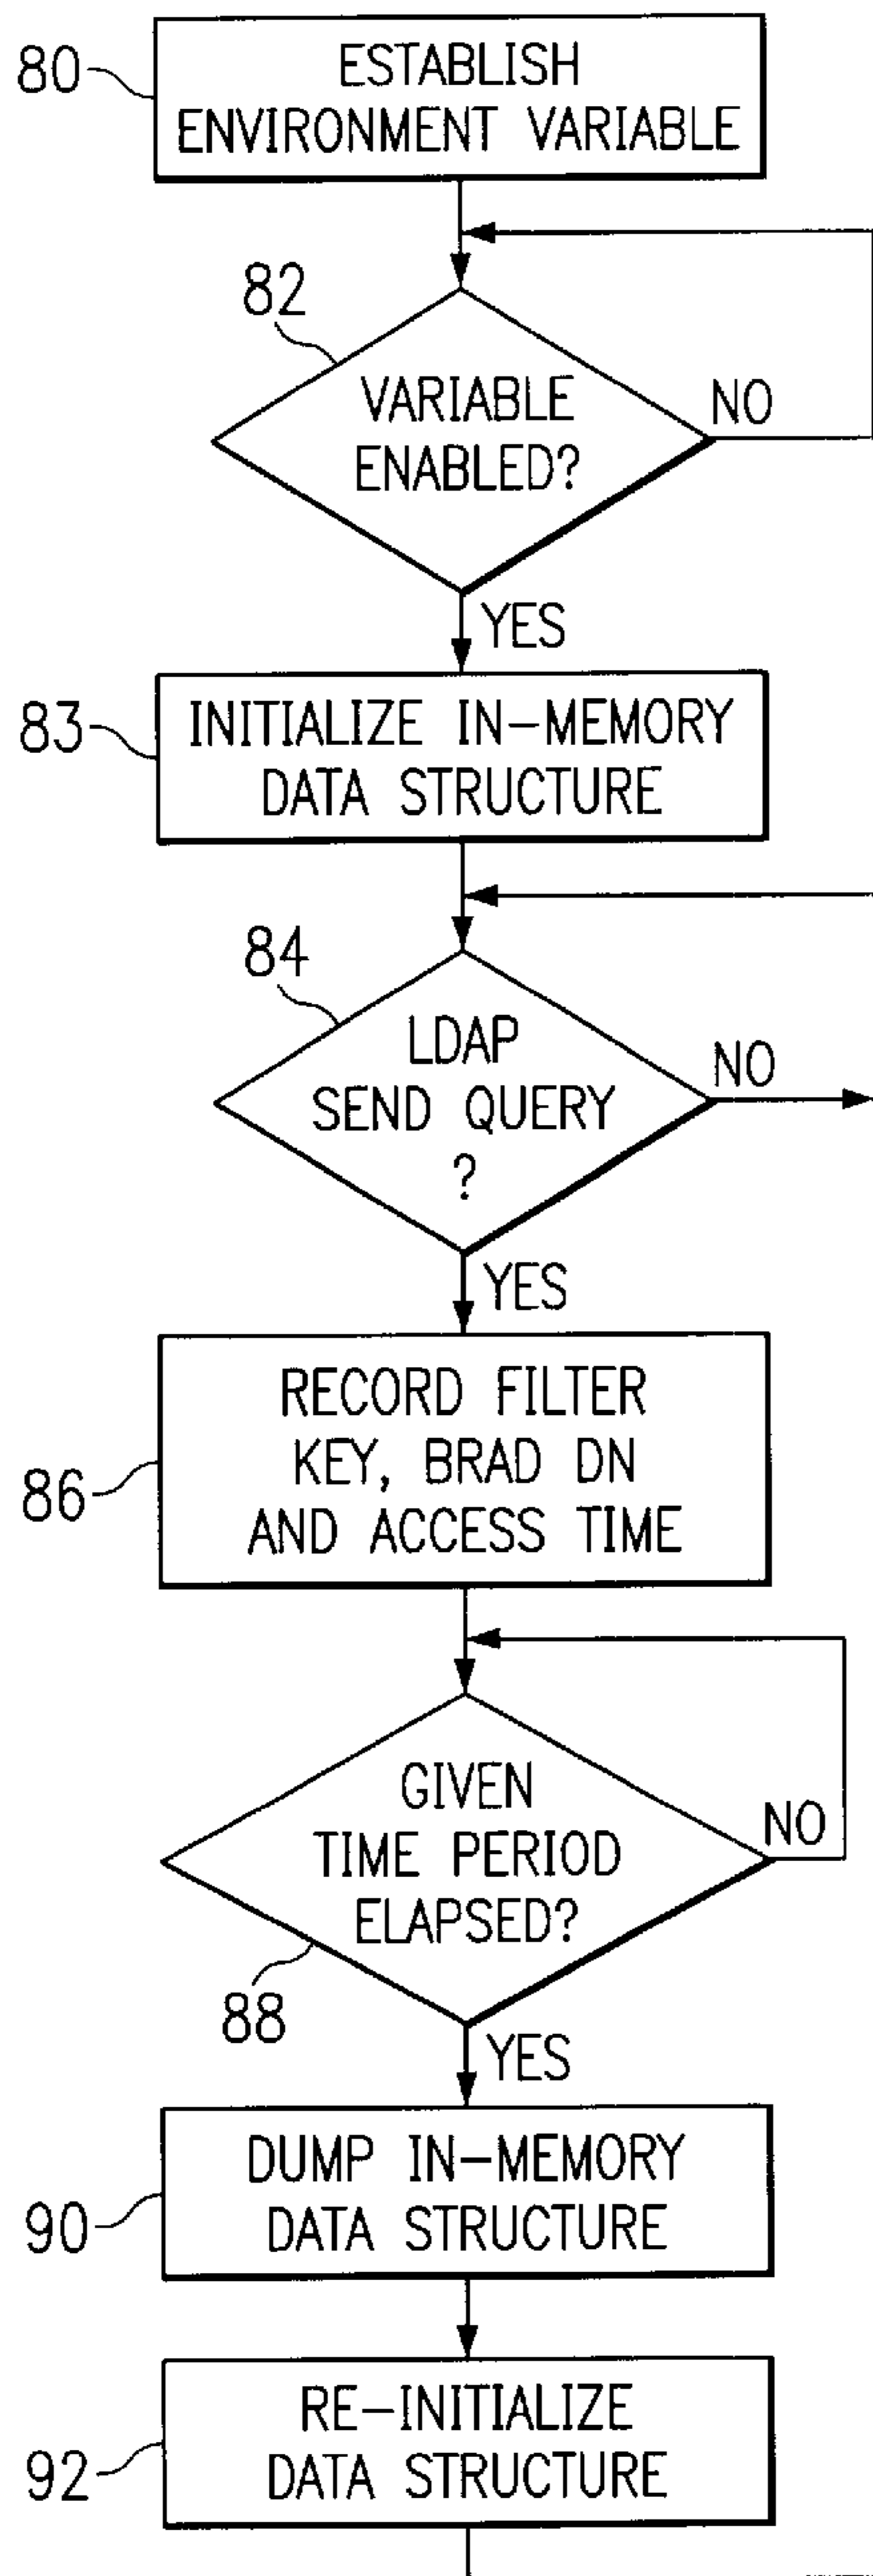 80
ESTABLISH
ENVIRONMENT VARIABLE
82
VARIABLE
ENABLED?
NO
YES
83
INITIALIZE IN-MEMORY
DATA STRUCTURE
84
LDAP
SEND QUERY
?
NO
YES
86
RECORD FILTER
KEY, BRAD DN
AND ACCESS TIME
GIVEN
TIME PERIOD
ELAPSED?
NO
88
YES
90
DUMP IN-MEMORY
DATA STRUCTURE
92
RE-INITIALIZE
DATA STRUCTURE